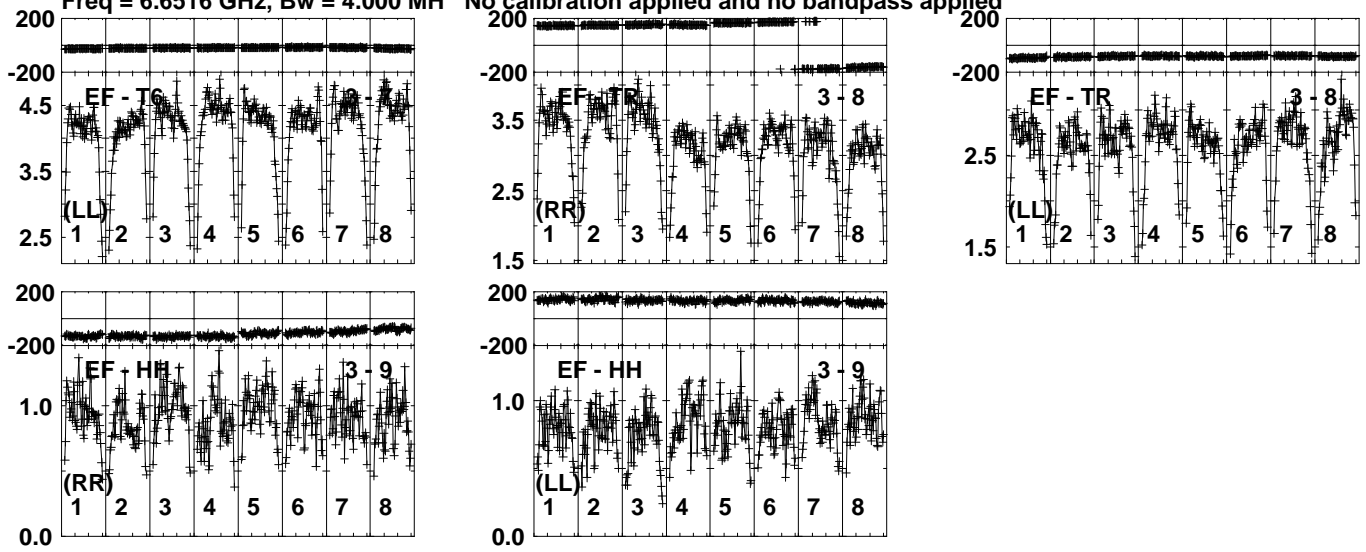 Freq = 6.6516 GHz, Bw = 4.000 MH No calibration applied and no bandpass applied
200
-200
EF - T6 3 - 7
4.5
3.5
2.5
(LL)
1 2 3 4 5 6 7 8
200
-200
EF - TR 3 - 8
3.5
2.5
1.5
(RR)
1 2 3 4 5 6 7 8
200
-200
EF - TR 3 - 8
2.5
1.5
(LL)
1 2 3 4 5 6 7 8
200
-200
EF - HH 3 - 9
1.0
0.0
(RR)
1 2 3 4 5 6 7 8
200
-200
EF - HH 3 - 9
1.0
0.0
(LL)
1 2 3 4 5 6 7 8